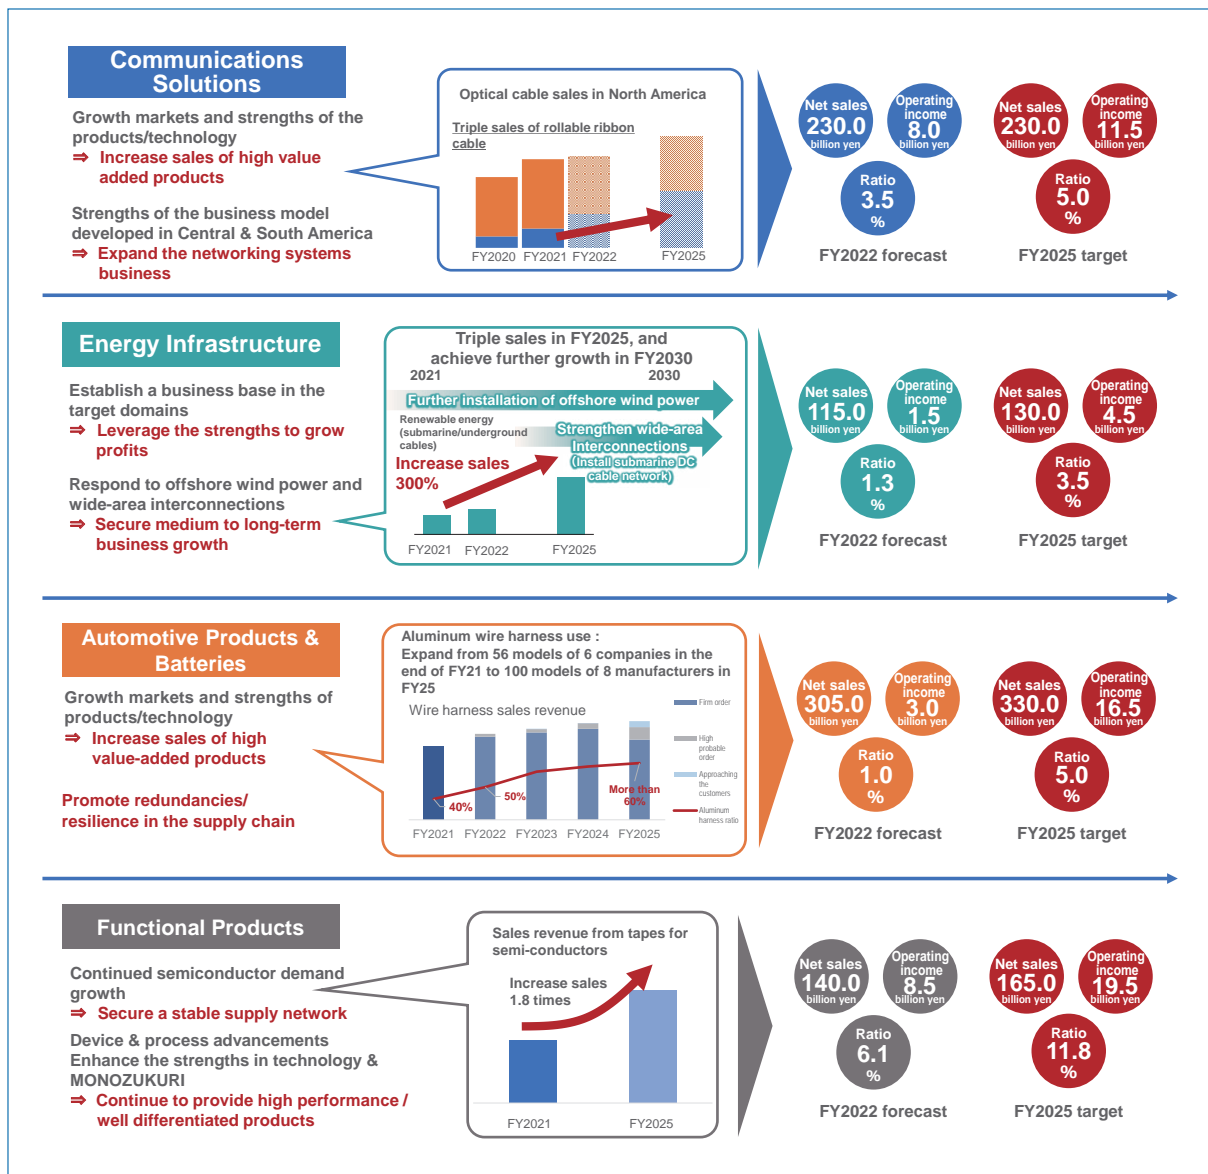 Communications
Solutions
Growth markets and strengths of the
products/technology
⇒ Increase sales of high value
added products
Strengths of the business model
developed in Central & South America
⇒ Expand the networking systems
business
Optical cable sales in North America
Triple sales of rollable ribbon
cable
FY2020
FY2021
FY2022
FY2025
Net sales
230.0
billion yen
Operating
income
8.0
billion yen
Ratio
3.5
%
FY2022 forecast
Net sales
230.0
billion yen
Operating
income
11.5
billion yen
Ratio
5.0
%
FY2025 target
Energy Infrastructure
Establish a business base in the
target domains
⇒ Leverage the strengths to grow
profits
Respond to offshore wind power and
wide-area interconnections
⇒ Secure medium to long-term
business growth
Triple sales in FY2025, and
achieve further growth in FY2030
2021
2030
Further installation of offshore wind power
Renewable energy
(submarine/underground
cables)
Strengthen wide-area
Interconnections
(Install submarine DC
cable network)
Increase sales
300%
FY2021
FY2022
FY2025
Net sales
115.0
billion yen
Operating
income
1.5
billion yen
Ratio
1.3
%
FY2022 forecast
Net sales
130.0
billion yen
Operating
income
4.5
billion yen
Ratio
3.5
%
FY2025 target
Automotive Products &
Batteries
Growth markets and strengths of
products/technology
⇒ Increase sales of high
value-added products
Promote redundancies/
resilience in the supply chain
Aluminum wire harness use :
Expand from 56 models of 6 companies in the
end of FY21 to 100 models of 8 manufacturers in
FY25
Wire harness sales revenue
Firm order
High
probable
order
Approaching
the
customers
Aluminum
harness ratio
40%
50%
More than
60%
FY2021
FY2022
FY2023
FY2024
FY2025
Net sales
305.0
billion yen
Operating
income
3.0
billion yen
Ratio
1.0
%
FY2022 forecast
Net sales
330.0
billion yen
Operating
income
16.5
billion yen
Ratio
5.0
%
FY2025 target
Functional Products
Continued semiconductor demand
growth
⇒ Secure a stable supply network
Device & process advancements
Enhance the strengths in technology &
MONOZUKURI
⇒ Continue to provide high performance /
well differentiated products
Sales revenue from tapes for
semi-conductors
Increase sales
1.8 times
FY2021
FY2025
Net sales
140.0
billion yen
Operating
income
8.5
billion yen
Ratio
6.1
%
FY2022 forecast
Net sales
165.0
billion yen
Operating
income
19.5
billion yen
Ratio
11.8
%
FY2025 target